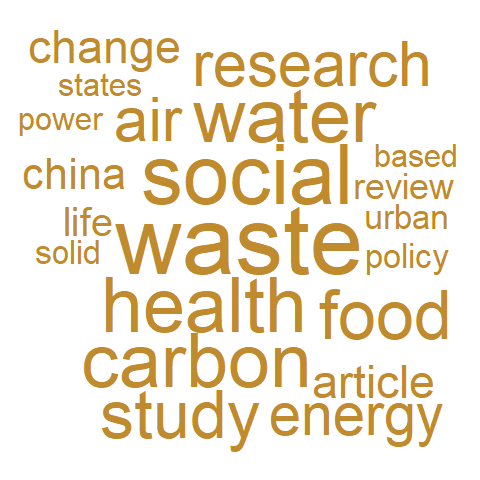 change
research
states
power
air
water
china
social
based
review
life
waste
urban
solid
policy
health
food
carbon
article
study
energy